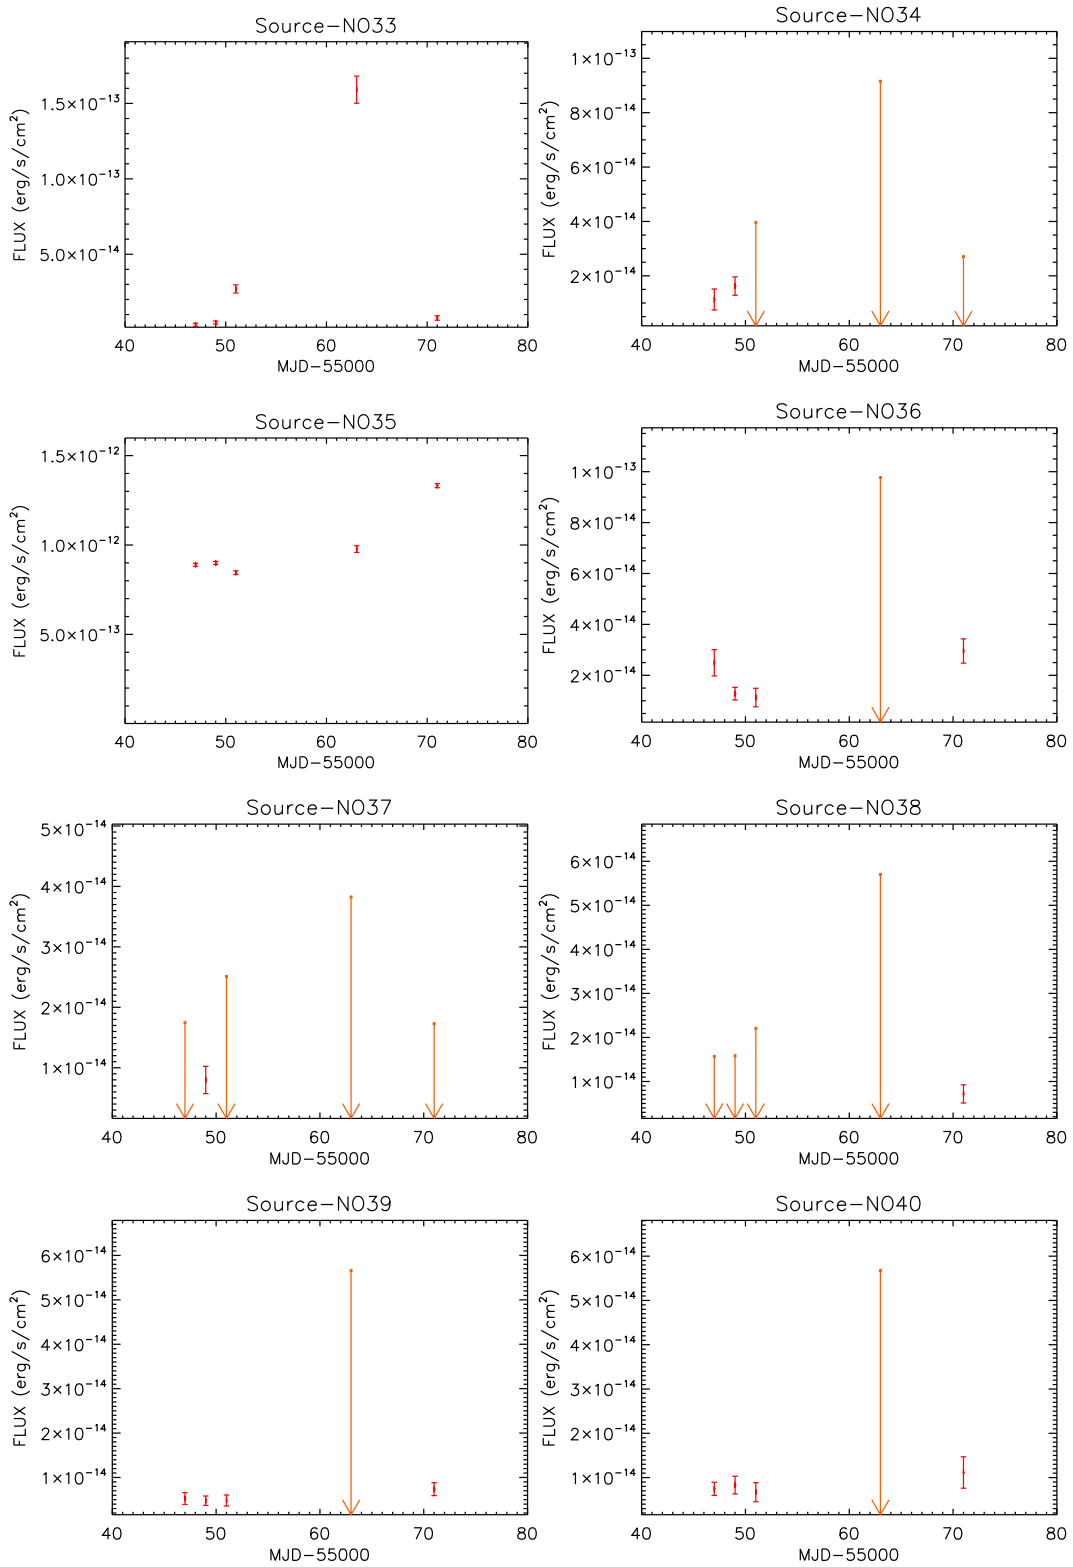 Source-NO33
FLUX (erg/s/cm²)
1.5×10⁻¹³
1.0×10⁻¹³
5.0×10⁻¹⁴
40 50 60 70 80
MJD-55000
Source-NO34
FLUX (erg/s/cm²)
1×10⁻¹³
8×10⁻¹⁴
6×10⁻¹⁴
4×10⁻¹⁴
2×10⁻¹⁴
40 50 60 70 80
MJD-55000
Source-NO35
FLUX (erg/s/cm²)
1.5×10⁻¹²
1.0×10⁻¹²
5.0×10⁻¹³
40 50 60 70 80
MJD-55000
Source-NO36
FLUX (erg/s/cm²)
1×10⁻¹³
8×10⁻¹⁴
6×10⁻¹⁴
4×10⁻¹⁴
2×10⁻¹⁴
40 50 60 70 80
MJD-55000
Source-NO37
FLUX (erg/s/cm²)
5×10⁻¹⁴
4×10⁻¹⁴
3×10⁻¹⁴
2×10⁻¹⁴
1×10⁻¹⁴
40 50 60 70 80
MJD-55000
Source-NO38
FLUX (erg/s/cm²)
6×10⁻¹⁴
5×10⁻¹⁴
4×10⁻¹⁴
3×10⁻¹⁴
2×10⁻¹⁴
1×10⁻¹⁴
40 50 60 70 80
MJD-55000
Source-NO39
FLUX (erg/s/cm²)
6×10⁻¹⁴
5×10⁻¹⁴
4×10⁻¹⁴
3×10⁻¹⁴
2×10⁻¹⁴
1×10⁻¹⁴
40 50 60 70 80
MJD-55000
Source-NO40
FLUX (erg/s/cm²)
6×10⁻¹⁴
5×10⁻¹⁴
4×10⁻¹⁴
3×10⁻¹⁴
2×10⁻¹⁴
1×10⁻¹⁴
40 50 60 70 80
MJD-55000